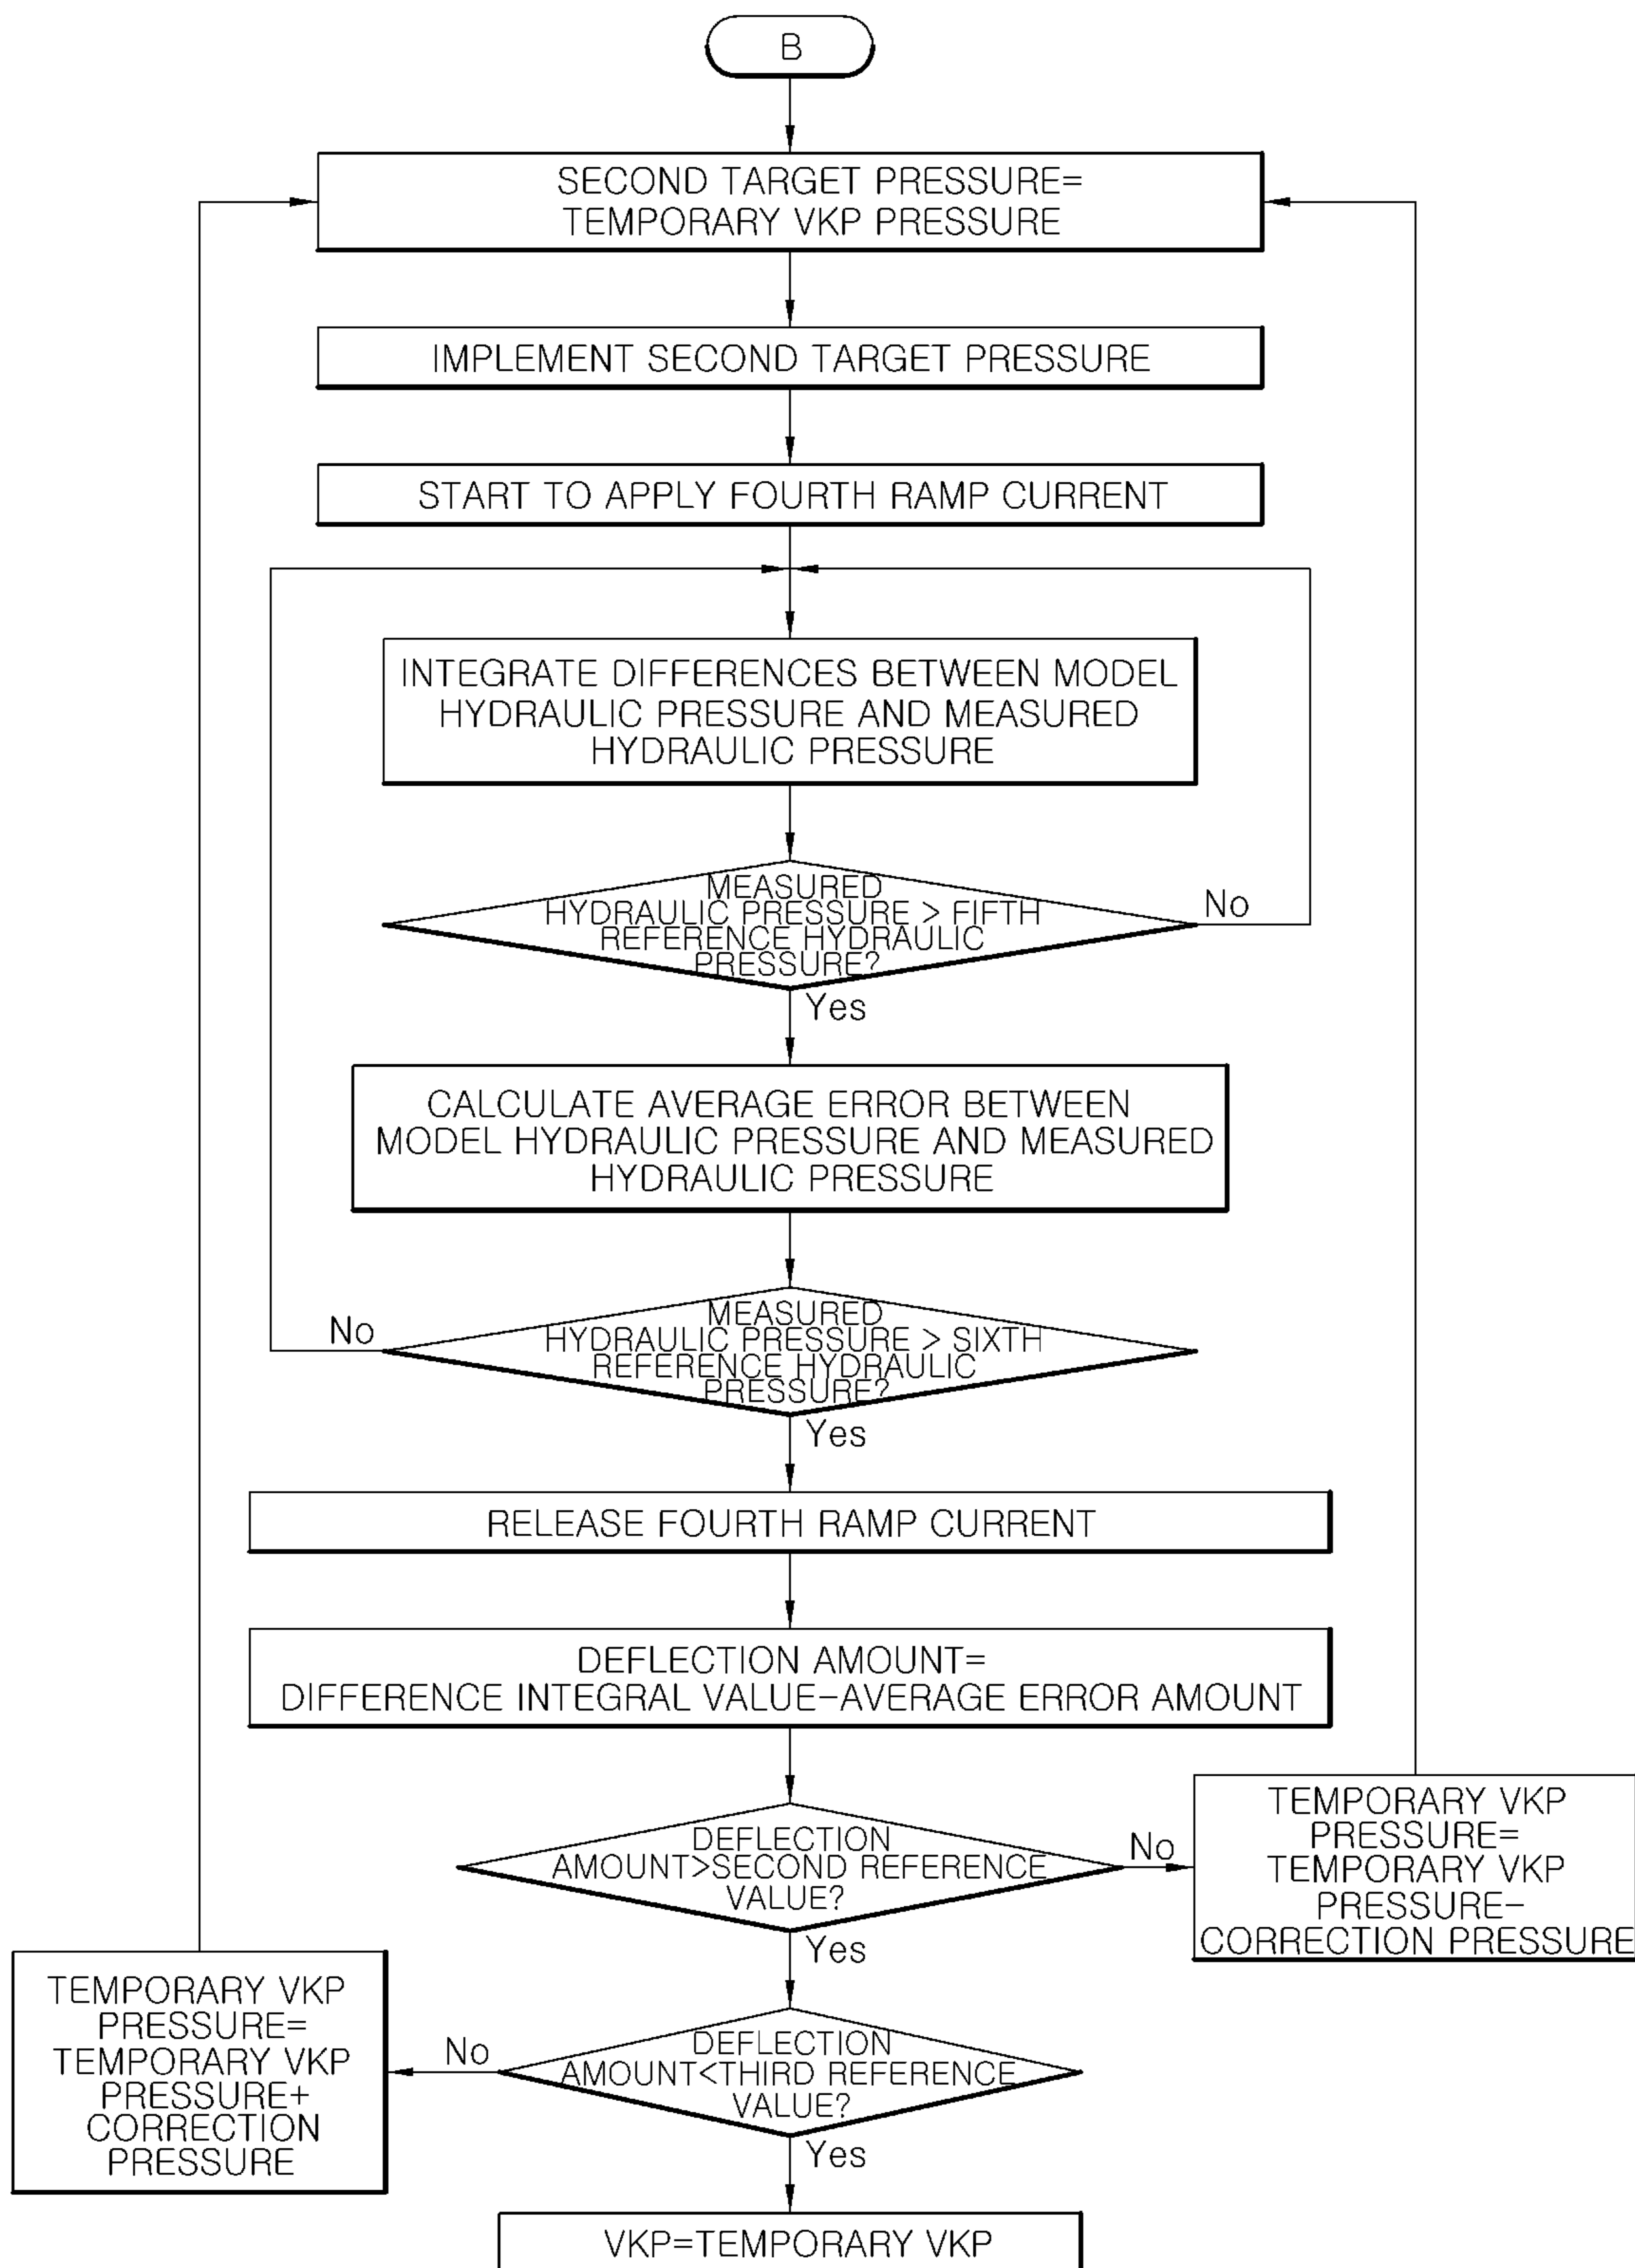 B
SECOND TARGET PRESSURE=
TEMPORARY VKP PRESSURE
IMPLEMENT SECOND TARGET PRESSURE
START TO APPLY FOURTH RAMP CURRENT
INTEGRATE DIFFERENCES BETWEEN MODEL
HYDRAULIC PRESSURE AND MEASURED
HYDRAULIC PRESSURE
MEASURED
HYDRAULIC PRESSURE > FIFTH
REFERENCE HYDRAULIC
PRESSURE?
No
Yes
CALCULATE AVERAGE ERROR BETWEEN
MODEL HYDRAULIC PRESSURE AND MEASURED
HYDRAULIC PRESSURE
MEASURED
HYDRAULIC PRESSURE > SIXTH
REFERENCE HYDRAULIC
PRESSURE?
No
Yes
RELEASE FOURTH RAMP CURRENT
DEFLECTION AMOUNT=
DIFFERENCE INTEGRAL VALUE-AVERAGE ERROR AMOUNT
DEFLECTION
AMOUNT>SECOND REFERENCE
VALUE?
No
Yes
TEMPORARY VKP
PRESSURE=
TEMPORARY VKP
PRESSURE-
CORRECTION PRESSURE
DEFLECTION
AMOUNT<THIRD REFERENCE
VALUE?
No
Yes
TEMPORARY VKP
PRESSURE=
TEMPORARY VKP
PRESSURE+
CORRECTION
PRESSURE
VKP=TEMPORARY VKP